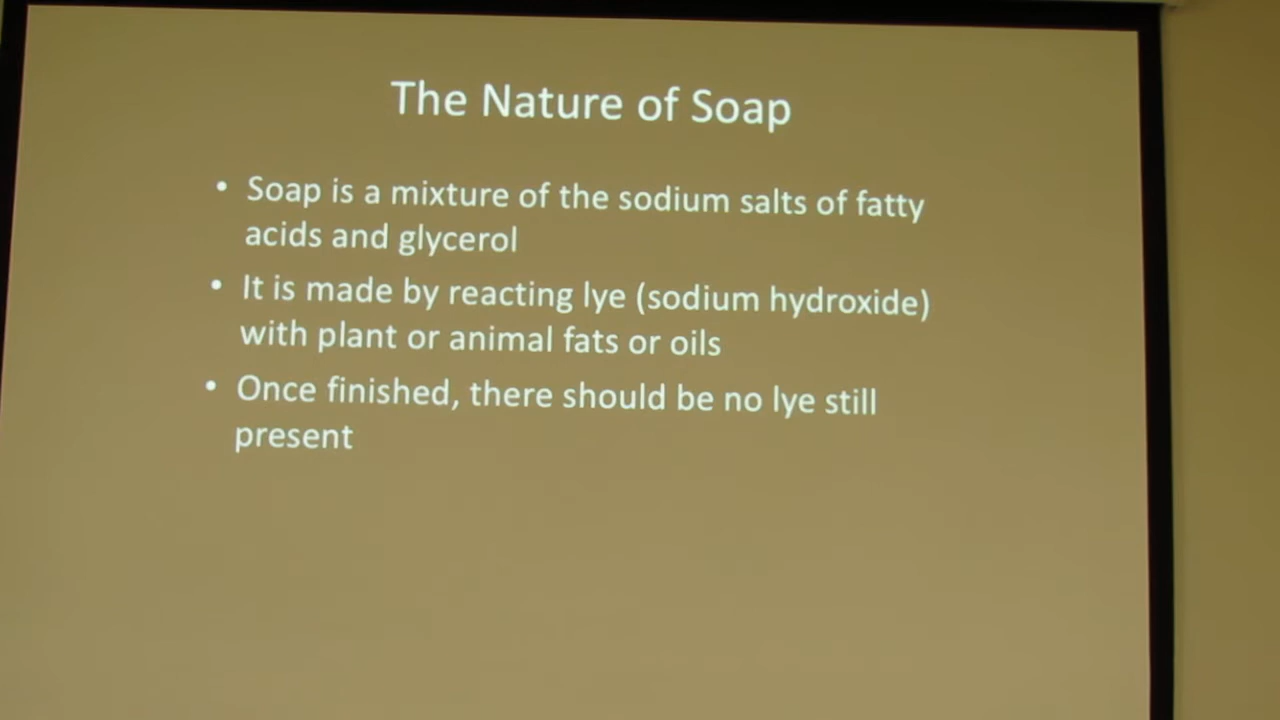 The Nature of Soap
• Soap is a mixture of the sodium salts of fatty
acids and glycerol
• It is made by reacting lye (sodium hydroxide)
with plant or animal fats or oils
• Once finished, there should be no lye still
present